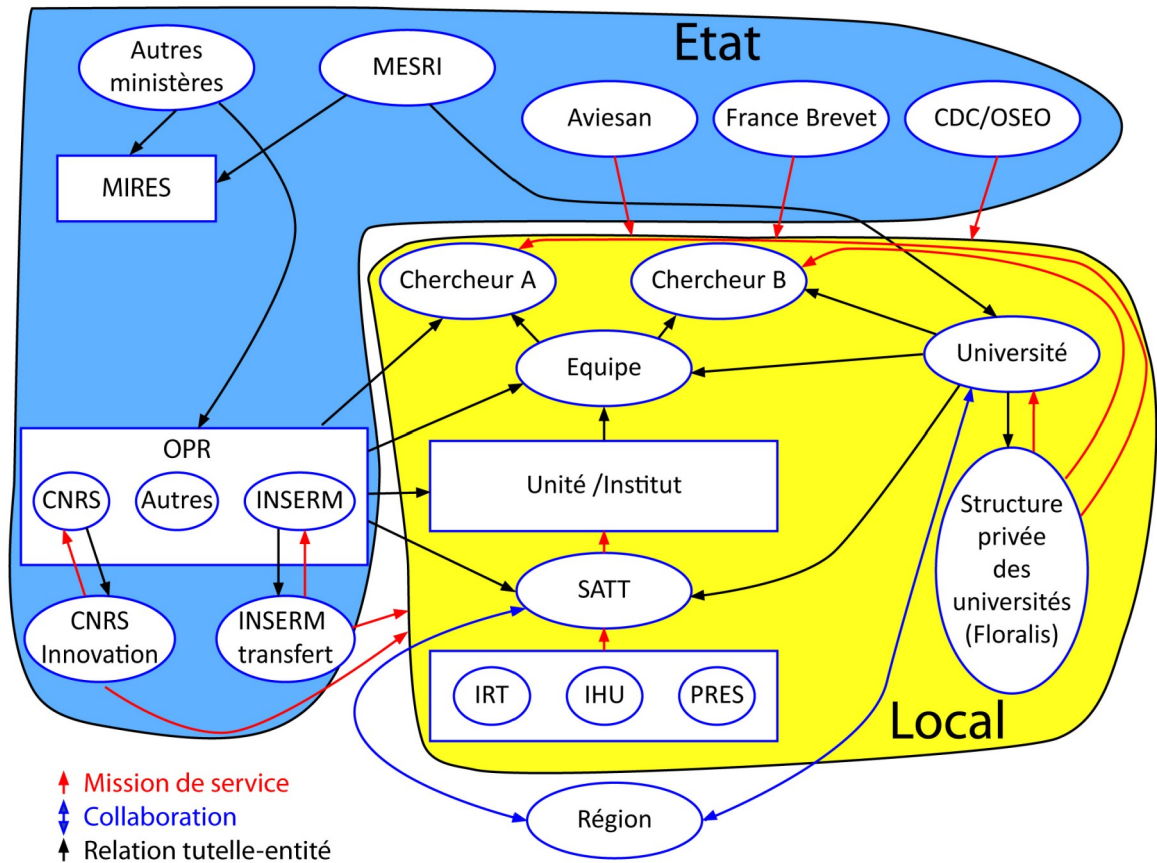 Etat
Autres
ministères
MESRI
Aviesan
France Brevet
CDC/OSEO
MIRES
Chercheur A
Chercheur B
Equipe
Université
OPR
CNRS
Autres
INSERM
Unité /Institut
Structure
privée
des
universités
(Floralis)
SATT
CNRS
Innovation
INSERM
transfert
IRT
IHU
PRES
Local
Région
Mission de service
Collaboration
Relation tutelle-entité